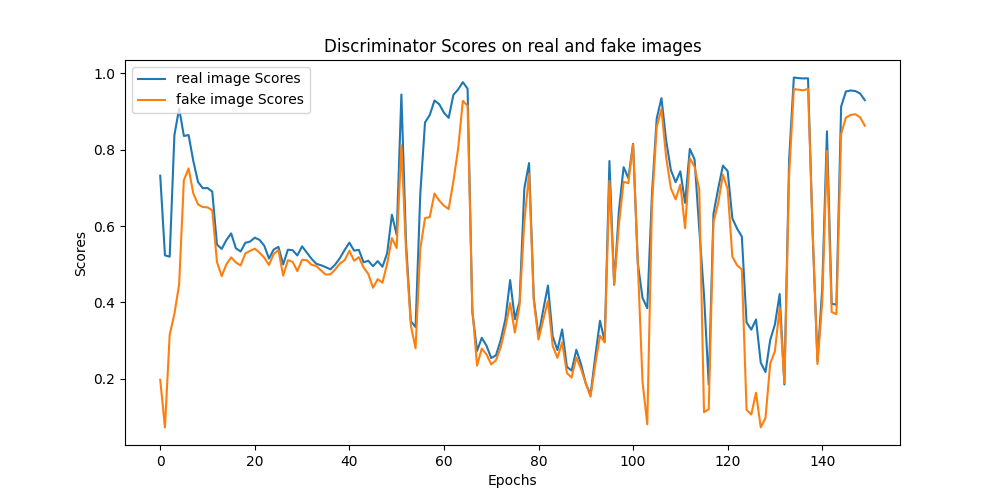 Discriminator Scores on real and fake images
real image Scores
fake image Scores
Scores
1.0
0.8
0.6
0.4
0.2
0 20 40 60 80 100 120 140
Epochs